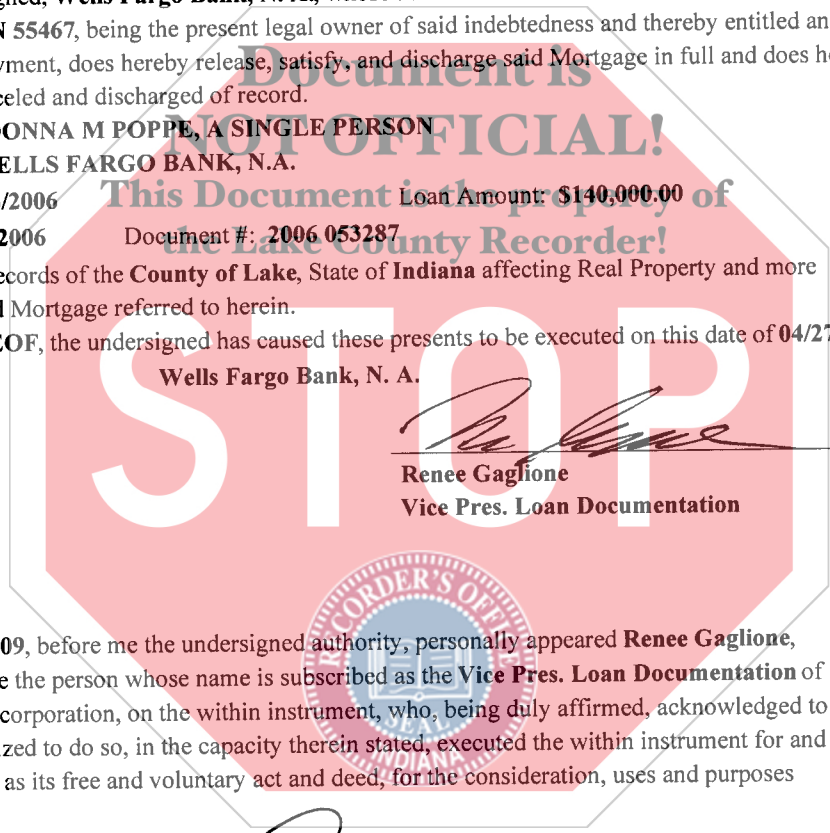 gned, Wells Fargo Bank, N. A.,
N 55467, being the present legal owner of said indebtedness and thereby entitled an
yment, does hereby release, satisfy, and discharge said Mortgage in full and does he
celed and discharged of record.
DONNA M POPPE, A SINGLE PERSON
ELLS FARGO BANK, N.A.
/2006 Loan Amount: $140,000.00
2006 Document #: 2006 053287
ecords of the County of Lake, State of Indiana affecting Real Property and more
d Mortgage referred to herein.
EOF, the undersigned has caused these presents to be executed on this date of 04/27
Wells Fargo Bank, N. A.
Renee Gaglione
Vice Pres. Loan Documentation
09, before me the undersigned authority, personally appeared Renee Gaglione,
e the person whose name is subscribed as the Vice Pres. Loan Documentation of
corporation, on the within instrument, who, being duly affirmed, acknowledged to
zed to do so, in the capacity therein stated, executed the within instrument for and
as its free and voluntary act and deed, for the consideration, uses and purposes
Document is
NOT OFFICIAL!
This Document is the property of
the Lake County Recorder!
STOP
RECORDER'S OFFICE
SEAL
INDIANA